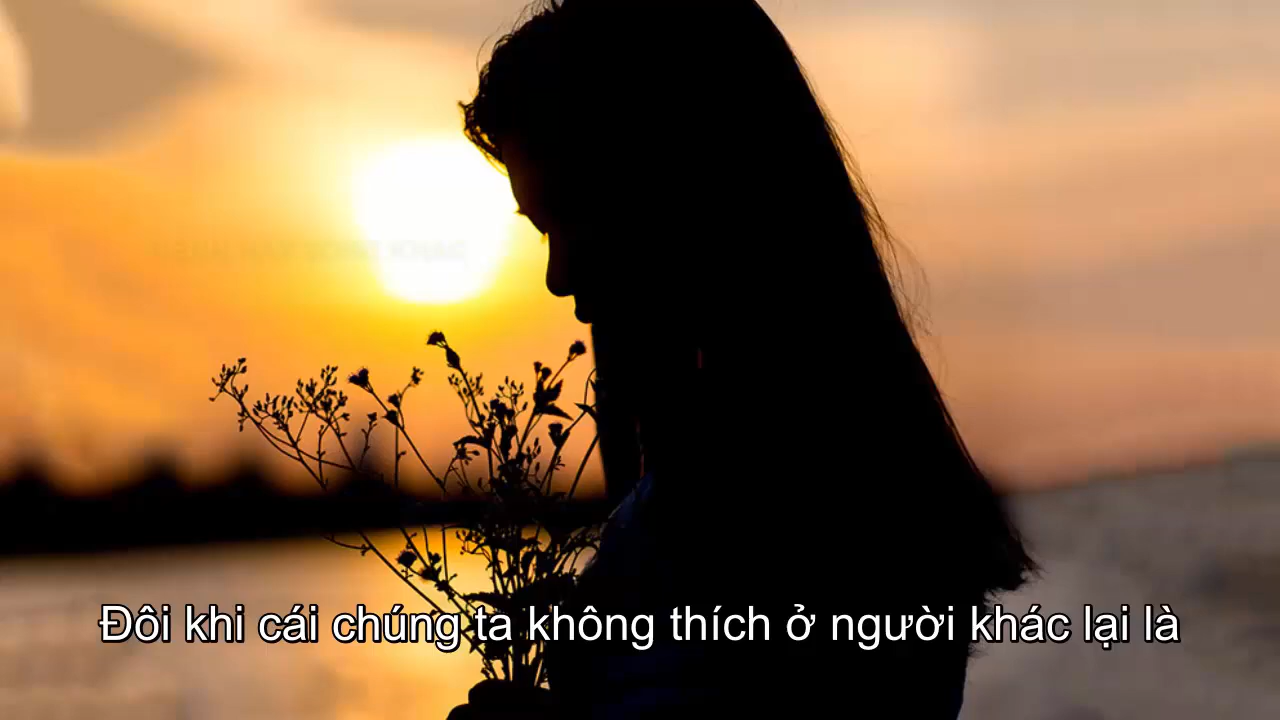 Đôi khi cái chúng ta không thích ở người khác lại là